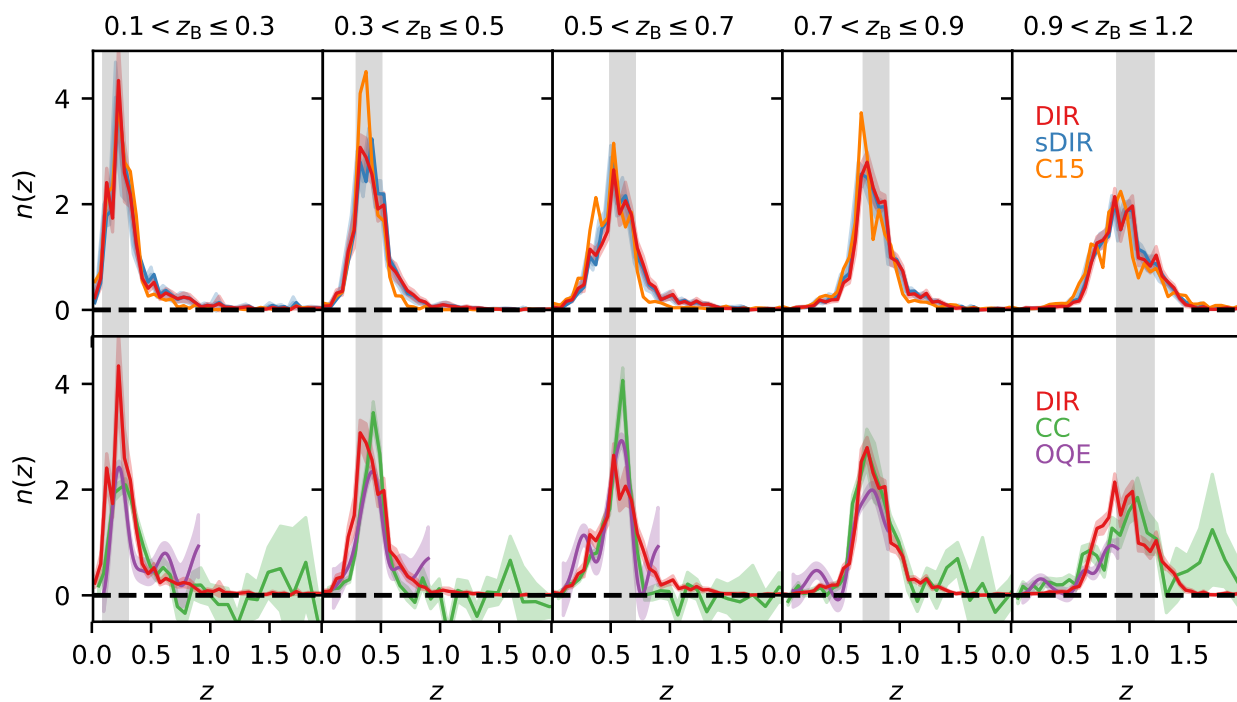 0.1 < z_B ≤ 0.3
0.3 < z_B ≤ 0.5
0.5 < z_B ≤ 0.7
0.7 < z_B ≤ 0.9
0.9 < z_B ≤ 1.2
4
2
0
n(z)
DIR
sDIR
C15
4
2
0
n(z)
DIR
CC
OQE
0.0 0.5 1.0 1.5 0.0 0.5 1.0 1.5 0.0 0.5 1.0 1.5 0.0 0.5 1.0 1.5 0.0 0.5 1.0 1.5
z z z z z